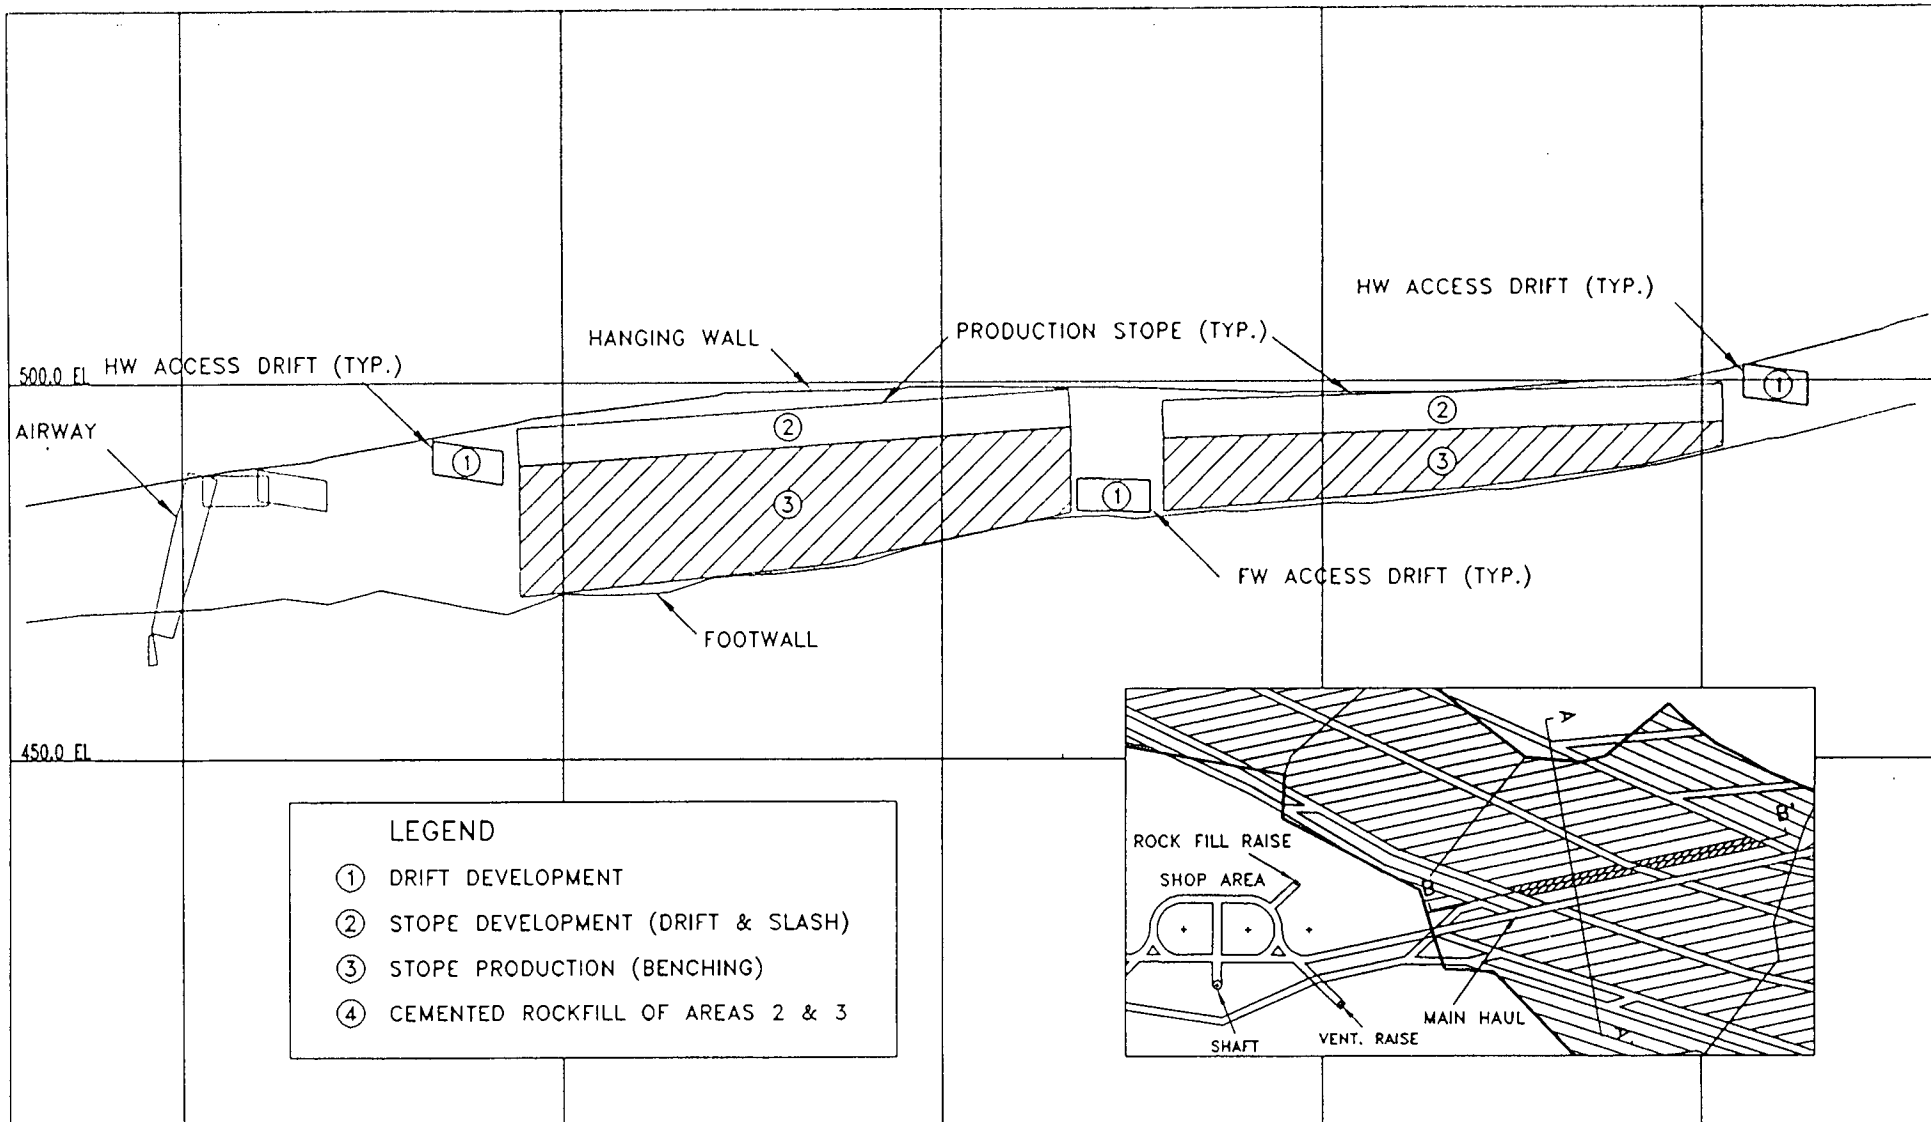 HW ACCESS DRIFT (TYP.)
HANGING WALL
PRODUCTION STOPE (TYP.)
500.0 EL
HW ACCESS DRIFT (TYP.)
AIRWAY
1
2
3
1
2
3
1
1
FW ACCESS DRIFT (TYP.)
FOOTWALL
450.0 EL
LEGEND
1 DRIFT DEVELOPMENT
2 STOPE DEVELOPMENT (DRIFT & SLASH)
3 STOPE PRODUCTION (BENCHING)
4 CEMENTED ROCKFILL OF AREAS 2 & 3
A
B'
ROCK FILL RAISE
SHOP AREA
B
MAIN HAUL
A'
VENT. RAISE
SHAFT